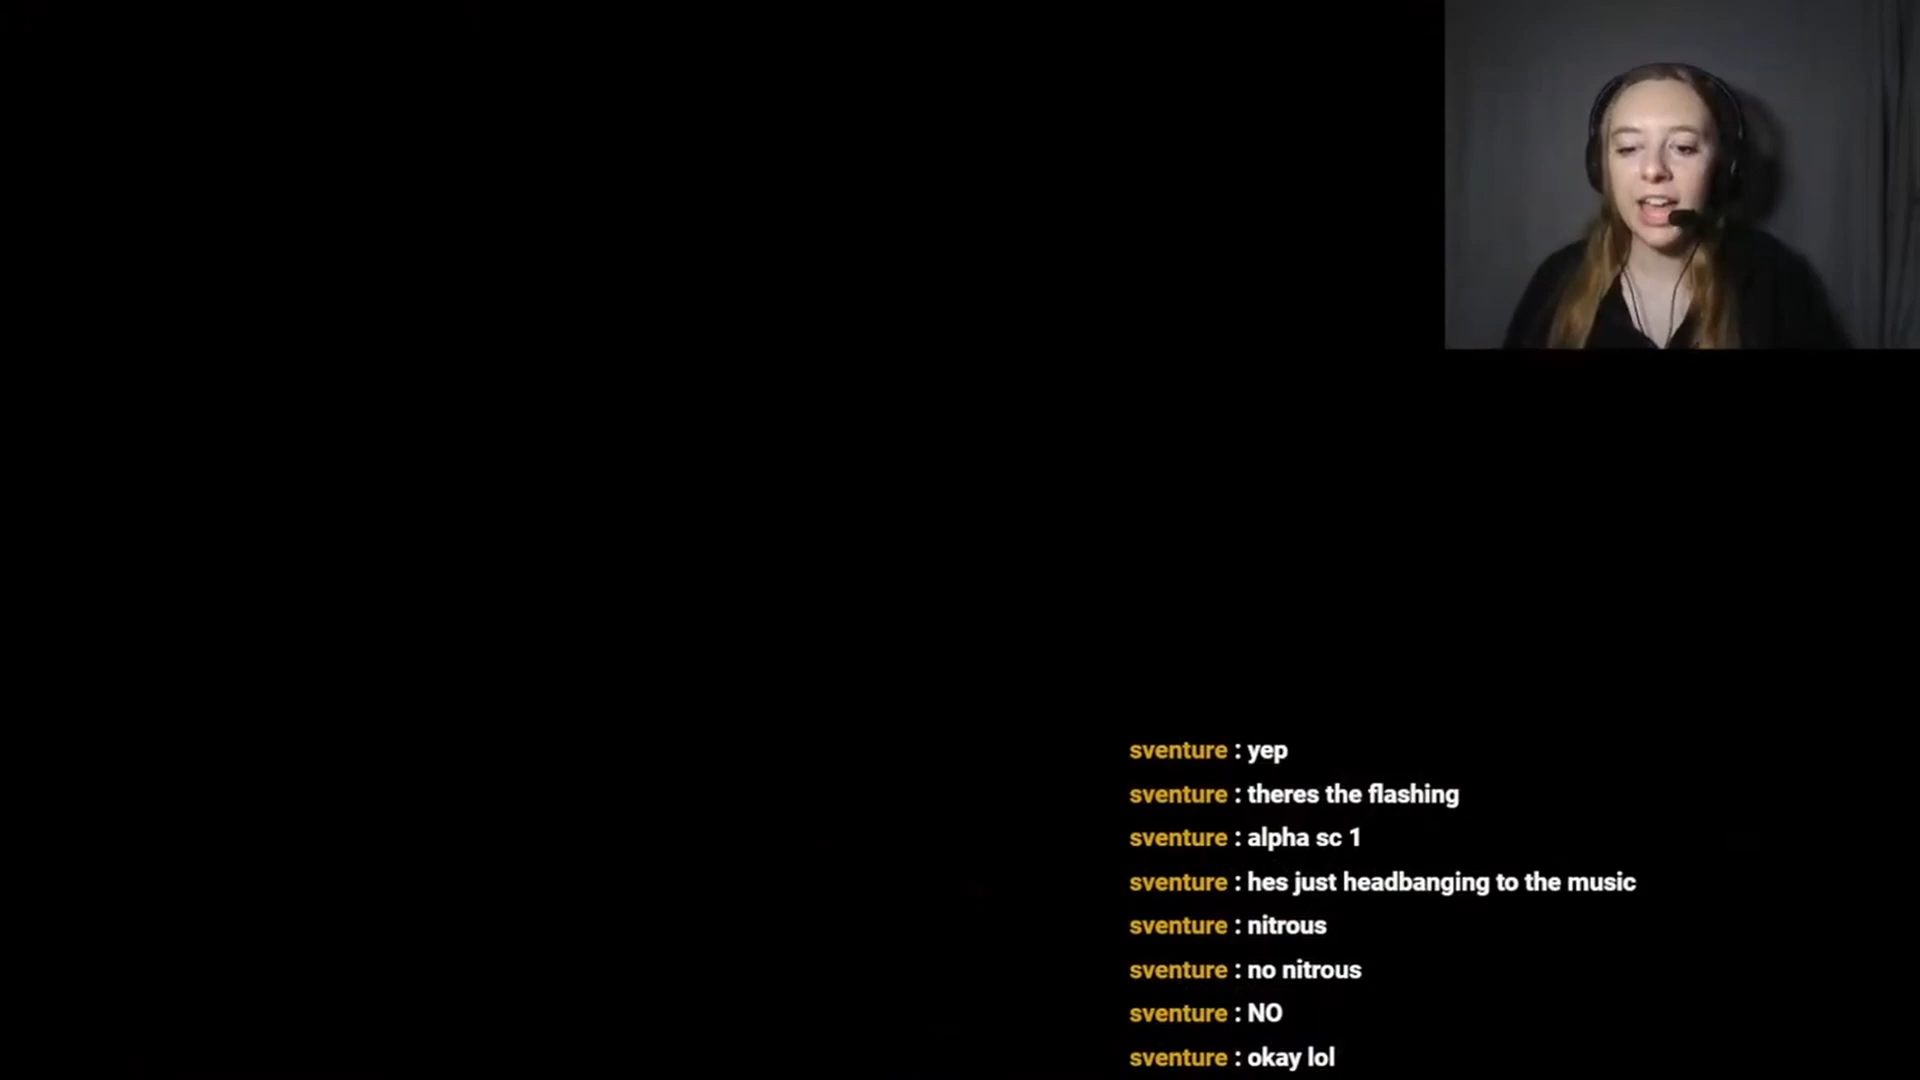 sventure : yep
sventure : theres the flashing
sventure : alpha sc 1
sventure : hes just headbanging to the music
sventure : nitrous
sventure : no nitrous
sventure : NO
sventure : okay lol